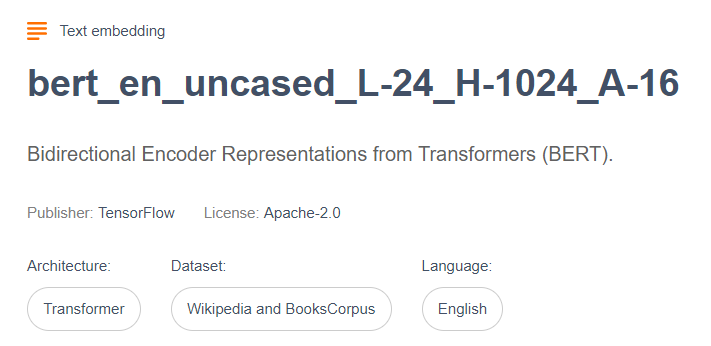 Text embedding
bert_en_uncased_L-24_H-1024_A-16
Bidirectional Encoder Representations from Transformers (BERT).
Publisher: TensorFlow License: Apache-2.0
Architecture: Dataset: Language:
Transformer Wikipedia and BooksCorpus English